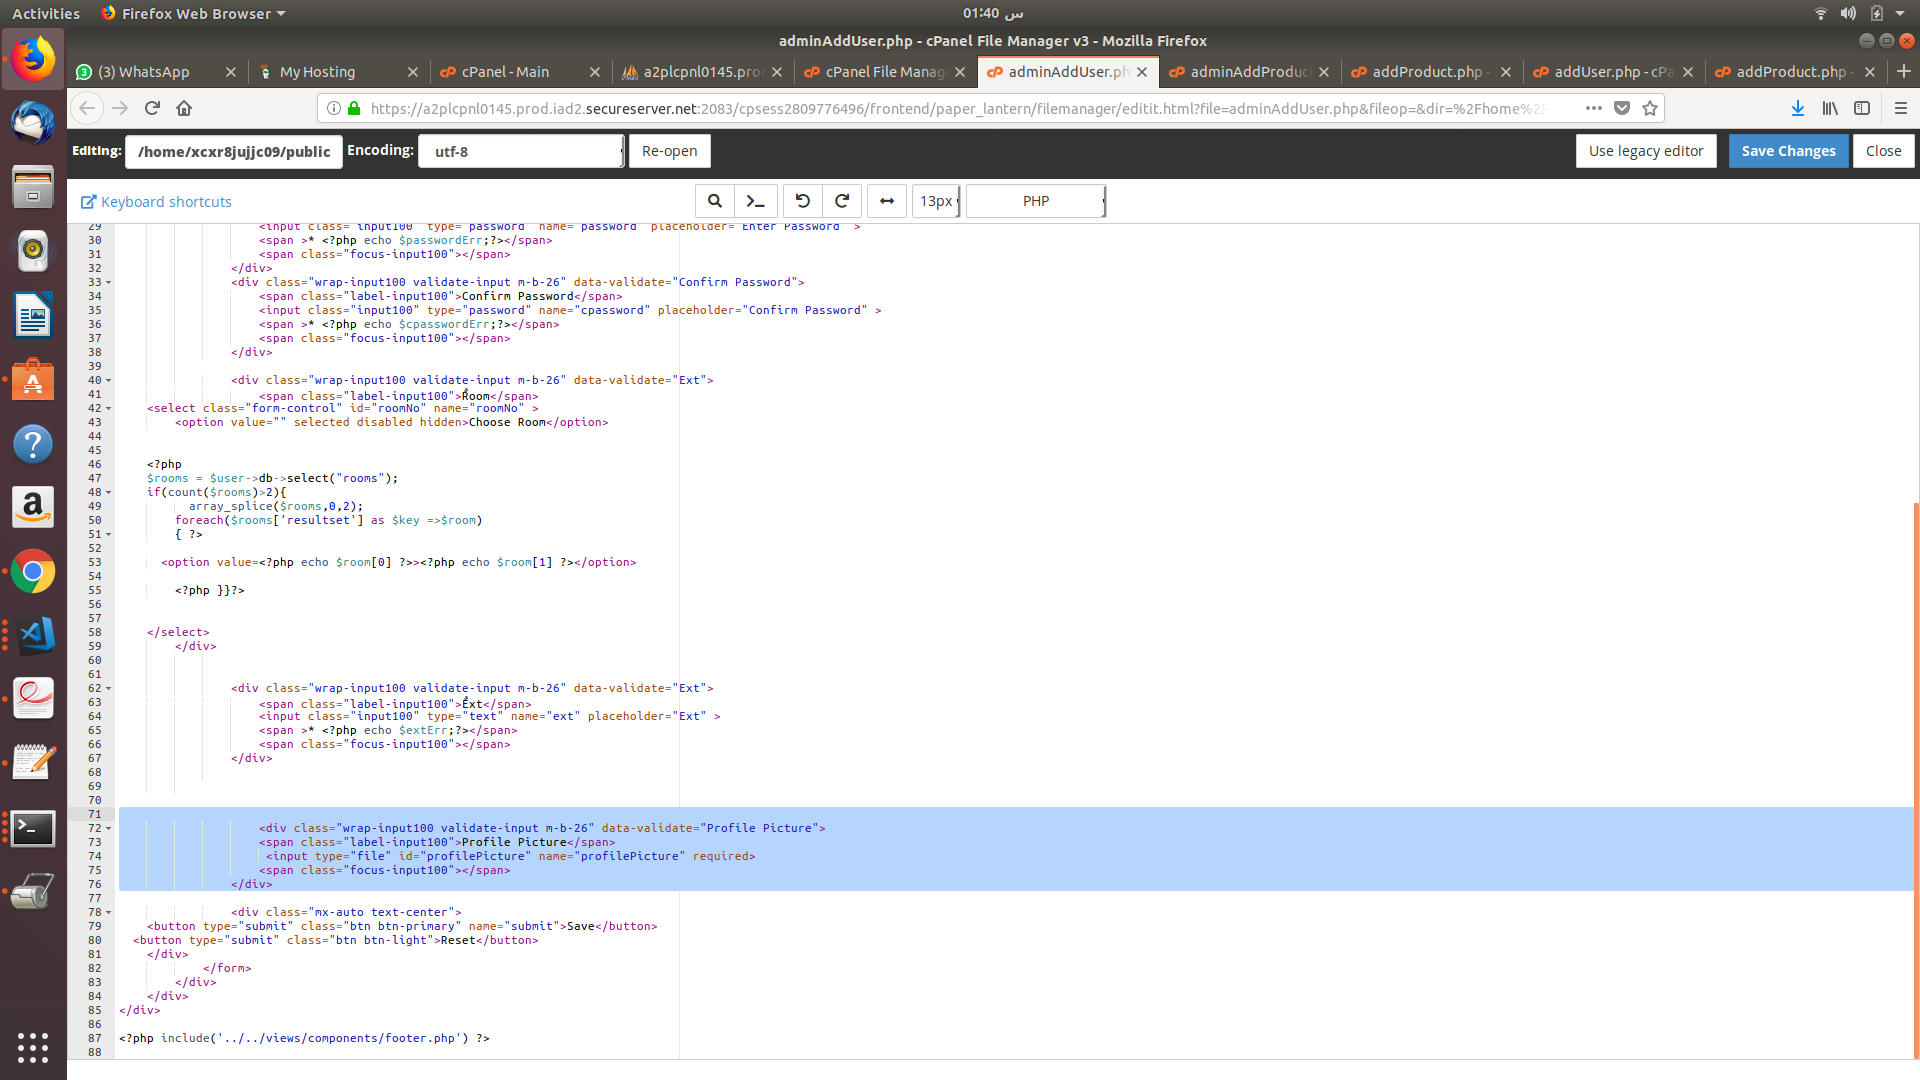 Activities
Firefox Web Browser
01:40 س
adminAddUser.php - cPanel File Manager v3 - Mozilla Firefox
(3) WhatsApp
My Hosting
cPanel - Main
a2plcpnl0145.pro
cPanel File Manag
adminAddUser.ph
adminAddProduc
addProduct.php -
addUser.php - cPa
addProduct.php -
https://a2plcpnl0145.prod.iad2.secureserver.net:2083/cpsess2809776496/frontend/paper_lantern/filemanager/editit.html?file=adminAddUser.php&fileop=&dir=%2Fhome%2F
Editing: /home/xcxr8jujjc09/public Encoding: utf-8 Re-open Use legacy editor Save Changes Close
Keyboard shortcuts 13px PHP
29 <input class="input100" type="password" name="password" placeholder="Enter Password" >
30 <span >* <?php echo $passwordErr;?></span>
31 <span class="focus-input100"></span>
32 </div>
33 <div class="wrap-input100 validate-input m-b-26" data-validate="Confirm Password">
34 <span class="label-input100">Confirm Password</span>
35 <input class="input100" type="password" name="cpassword" placeholder="Confirm Password" >
36 <span >* <?php echo $cpasswordErr;?></span>
37 <span class="focus-input100"></span>
38 </div>
39
40 <div class="wrap-input100 validate-input m-b-26" data-validate="Ext">
41 <span class="label-input100">Room</span>
42 <select class="form-control" id="roomNo" name="roomNo" >
43 <option value="" selected disabled hidden>Choose Room</option>
44
45
46 <?php
47 $rooms = $user->db->select("rooms");
48 if(count($rooms)>2){
49 array_splice($rooms,0,2);
50 foreach($rooms['resultset'] as $key =>$room)
51 { ?>
52
53 <option value=<?php echo $room[0] ?>><?php echo $room[1] ?></option>
54
55 <?php }}?>
56
57
58 </select>
59 </div>
60
61
62 <div class="wrap-input100 validate-input m-b-26" data-validate="Ext">
63 <span class="label-input100">Ext</span>
64 <input class="input100" type="text" name="ext" placeholder="Ext" >
65 <span >* <?php echo $extErr;?></span>
66 <span class="focus-input100"></span>
67 </div>
68
69
70
71
72 <div class="wrap-input100 validate-input m-b-26" data-validate="Profile Picture">
73 <span class="label-input100">Profile Picture</span>
74 <input type="file" id="profilePicture" name="profilePicture" required>
75 <span class="focus-input100"></span>
76 </div>
77
78 <div class="mx-auto text-center">
79 <button type="submit" class="btn btn-primary" name="submit">Save</button>
80 <button type="submit" class="btn btn-light">Reset</button>
81 </div>
82 </form>
83 </div>
84 </div>
85 </div>
86
87 <?php include('../../views/components/footer.php') ?>
88